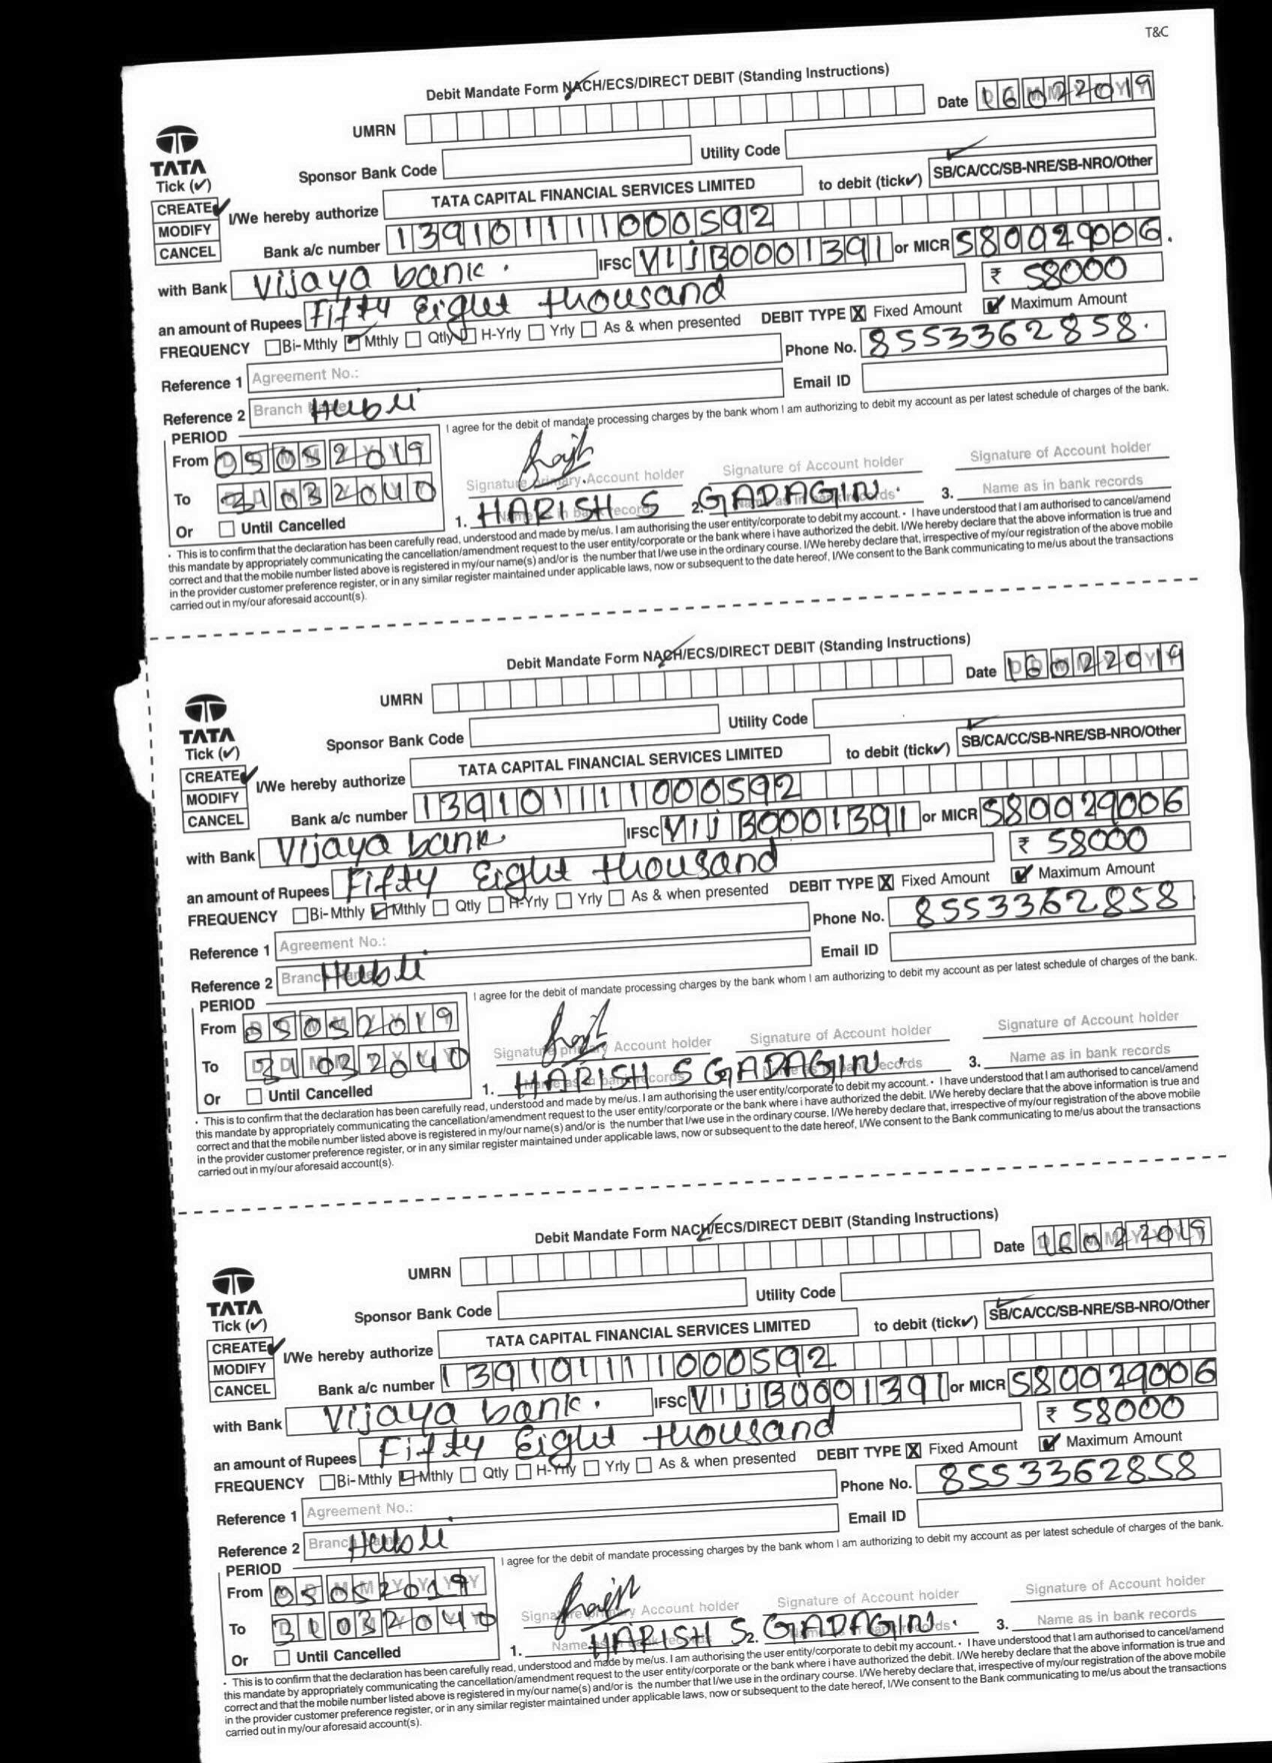 T&C
Debit Mandate Form NACH/ECS/DIRECT DEBIT (Standing Instructions)
UMRN Date 16022019
TATA
Sponsor Bank Code Utility Code
Tick (✓)
CREATE✓ I/We hereby authorize TATA CAPITAL FINANCIAL SERVICES LIMITED to debit (tick✓) SB/CA/CC/SB-NRE/SB-NRO/Other
MODIFY
CANCEL Bank a/c number 139101111000592
with Bank Vijaya bank. IFSC VIJB0001391 or MICR 580029006.
an amount of Rupees Fifty Eight thousand ₹ 58000
FREQUENCY Bi-Mthly Mthly Qtly H-Yrly Yrly As & when presented DEBIT TYPE X Fixed Amount ✓ Maximum Amount
Reference 1 Agreement No.: Phone No. 8553362858.
Reference 2 Branch Hubli Email ID
PERIOD I agree for the debit of mandate processing charges by the bank whom I am authorizing to debit my account as per latest schedule of charges of the bank.
From 05052019
Signature primary Account holder Signature of Account holder Signature of Account holder
To 31032040
1. HARISH S 2. GADAGIN. 3. Name as in bank records
Or Until Cancelled
• This is to confirm that the declaration has been carefully read, understood and made by me/us. I am authorising the user entity/corporate to debit my account. • I have understood that I am authorised to cancel/amend
this mandate by appropriately communicating the cancellation/amendment request to the user entity/corporate or the bank where i have authorized the debit. I/We hereby declare that the above information is true and
correct and that the mobile number listed above is registered in my/our name(s) and/or is the number that I/we use in the ordinary course. I/We hereby declare that, irrespective of my/our registration of the above mobile
in the provider customer preference register, or in any similar register maintained under applicable laws, now or subsequent to the date hereof, I/We consent to the Bank communicating to me/us about the transactions
carried out in my/our aforesaid account(s).
Debit Mandate Form NACH/ECS/DIRECT DEBIT (Standing Instructions)
UMRN Date 16022019
TATA
Sponsor Bank Code Utility Code
Tick (✓)
CREATE✓ I/We hereby authorize TATA CAPITAL FINANCIAL SERVICES LIMITED to debit (tick✓) SB/CA/CC/SB-NRE/SB-NRO/Other
MODIFY
CANCEL Bank a/c number 139101111000592
with Bank Vijaya bank. IFSC VIJB0001391 or MICR 580029006
an amount of Rupees Fifty Eight thousand ₹ 58000
FREQUENCY Bi-Mthly Mthly Qtly H-Yrly Yrly As & when presented DEBIT TYPE X Fixed Amount ✓ Maximum Amount
Reference 1 Agreement No.: Phone No. 8553362858
Reference 2 Branch Hubli Email ID
PERIOD I agree for the debit of mandate processing charges by the bank whom I am authorizing to debit my account as per latest schedule of charges of the bank.
From 05052019
Signature primary Account holder Signature of Account holder Signature of Account holder
To 31032040
1. HARISH S GADAGIN. 3. Name as in bank records
Or Until Cancelled
• This is to confirm that the declaration has been carefully read, understood and made by me/us. I am authorising the user entity/corporate to debit my account. • I have understood that I am authorised to cancel/amend
this mandate by appropriately communicating the cancellation/amendment request to the user entity/corporate or the bank where i have authorized the debit. I/We hereby declare that the above information is true and
correct and that the mobile number listed above is registered in my/our name(s) and/or is the number that I/we use in the ordinary course. I/We hereby declare that, irrespective of my/our registration of the above mobile
in the provider customer preference register, or in any similar register maintained under applicable laws, now or subsequent to the date hereof, I/We consent to the Bank communicating to me/us about the transactions
carried out in my/our aforesaid account(s).
Debit Mandate Form NACH/ECS/DIRECT DEBIT (Standing Instructions)
UMRN Date 16022019
TATA
Sponsor Bank Code Utility Code
Tick (✓)
CREATE✓ I/We hereby authorize TATA CAPITAL FINANCIAL SERVICES LIMITED to debit (tick✓) SB/CA/CC/SB-NRE/SB-NRO/Other
MODIFY
CANCEL Bank a/c number 139101111000592
with Bank Vijaya bank. IFSC VIJB0001391 or MICR 580029006
an amount of Rupees Fifty Eight thousand ₹ 58000
FREQUENCY Bi-Mthly Mthly Qtly H-Yrly Yrly As & when presented DEBIT TYPE X Fixed Amount ✓ Maximum Amount
Reference 1 Agreement No.: Phone No. 8553362858
Reference 2 Branch Hubli Email ID
PERIOD I agree for the debit of mandate processing charges by the bank whom I am authorizing to debit my account as per latest schedule of charges of the bank.
From 05052019
Signature primary Account holder Signature of Account holder Signature of Account holder
To 31032040
1. HARISH S 2. GADAGIN. 3. Name as in bank records
Or Until Cancelled
• This is to confirm that the declaration has been carefully read, understood and made by me/us. I am authorising the user entity/corporate to debit my account. • I have understood that I am authorised to cancel/amend
this mandate by appropriately communicating the cancellation/amendment request to the user entity/corporate or the bank where i have authorized the debit. I/We hereby declare that the above information is true and
correct and that the mobile number listed above is registered in my/our name(s) and/or is the number that I/we use in the ordinary course. I/We hereby declare that, irrespective of my/our registration of the above mobile
in the provider customer preference register, or in any similar register maintained under applicable laws, now or subsequent to the date hereof, I/We consent to the Bank communicating to me/us about the transactions
carried out in my/our aforesaid account(s).